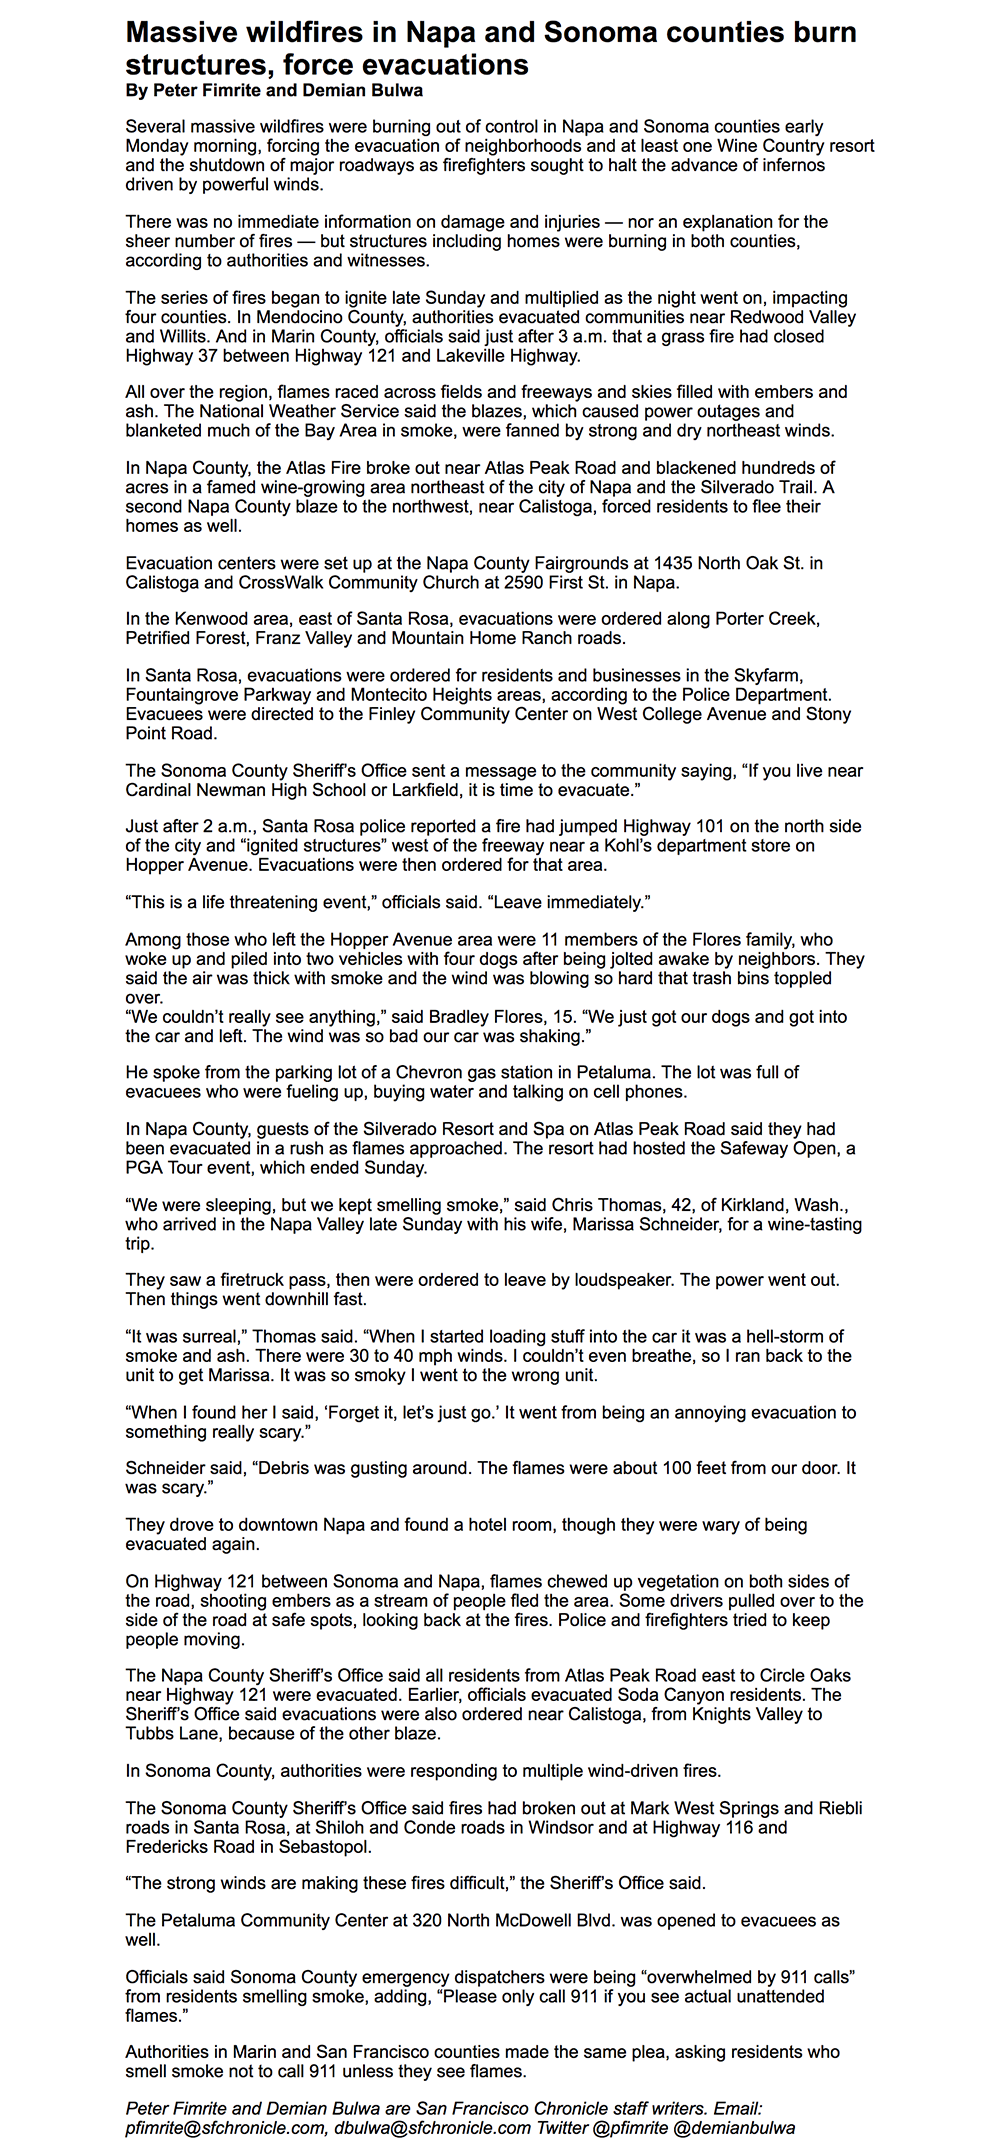 Massive wildfires in Napa and Sonoma counties burn
structures, force evacuations
By Peter Fimrite and Demian Bulwa
Several massive wildfires were burning out of control in Napa and Sonoma counties early
Monday morning, forcing the evacuation of neighborhoods and at least one Wine Country resort
and the shutdown of major roadways as firefighters sought to halt the advance of infernos
driven by powerful winds.
There was no immediate information on damage and injuries — nor an explanation for the
sheer number of fires — but structures including homes were burning in both counties,
according to authorities and witnesses.
The series of fires began to ignite late Sunday and multiplied as the night went on, impacting
four counties. In Mendocino County, authorities evacuated communities near Redwood Valley
and Willits. And in Marin County, officials said just after 3 a.m. that a grass fire had closed
Highway 37 between Highway 121 and Lakeville Highway.
All over the region, flames raced across fields and freeways and skies filled with embers and
ash. The National Weather Service said the blazes, which caused power outages and
blanketed much of the Bay Area in smoke, were fanned by strong and dry northeast winds.
In Napa County, the Atlas Fire broke out near Atlas Peak Road and blackened hundreds of
acres in a famed wine-growing area northeast of the city of Napa and the Silverado Trail. A
second Napa County blaze to the northwest, near Calistoga, forced residents to flee their
homes as well.
Evacuation centers were set up at the Napa County Fairgrounds at 1435 North Oak St. in
Calistoga and CrossWalk Community Church at 2590 First St. in Napa.
In the Kenwood area, east of Santa Rosa, evacuations were ordered along Porter Creek,
Petrified Forest, Franz Valley and Mountain Home Ranch roads.
In Santa Rosa, evacuations were ordered for residents and businesses in the Skyfarm,
Fountaingrove Parkway and Montecito Heights areas, according to the Police Department.
Evacuees were directed to the Finley Community Center on West College Avenue and Stony
Point Road.
The Sonoma County Sheriff’s Office sent a message to the community saying, “If you live near
Cardinal Newman High School or Larkfield, it is time to evacuate.”
Just after 2 a.m., Santa Rosa police reported a fire had jumped Highway 101 on the north side
of the city and “ignited structures” west of the freeway near a Kohl’s department store on
Hopper Avenue. Evacuations were then ordered for that area.
“This is a life threatening event,” officials said. “Leave immediately.”
Among those who left the Hopper Avenue area were 11 members of the Flores family, who
woke up and piled into two vehicles with four dogs after being jolted awake by neighbors. They
said the air was thick with smoke and the wind was blowing so hard that trash bins toppled
over.
“We couldn’t really see anything,” said Bradley Flores, 15. “We just got our dogs and got into
the car and left. The wind was so bad our car was shaking.”
He spoke from the parking lot of a Chevron gas station in Petaluma. The lot was full of
evacuees who were fueling up, buying water and talking on cell phones.
In Napa County, guests of the Silverado Resort and Spa on Atlas Peak Road said they had
been evacuated in a rush as flames approached. The resort had hosted the Safeway Open, a
PGA Tour event, which ended Sunday.
“We were sleeping, but we kept smelling smoke,” said Chris Thomas, 42, of Kirkland, Wash.,
who arrived in the Napa Valley late Sunday with his wife, Marissa Schneider, for a wine-tasting
trip.
They saw a firetruck pass, then were ordered to leave by loudspeaker. The power went out.
Then things went downhill fast.
“It was surreal,” Thomas said. “When I started loading stuff into the car it was a hell-storm of
smoke and ash. There were 30 to 40 mph winds. I couldn’t even breathe, so I ran back to the
unit to get Marissa. It was so smoky I went to the wrong unit.
“When I found her I said, ‘Forget it, let’s just go.’ It went from being an annoying evacuation to
something really scary.”
Schneider said, “Debris was gusting around. The flames were about 100 feet from our door. It
was scary.”
They drove to downtown Napa and found a hotel room, though they were wary of being
evacuated again.
On Highway 121 between Sonoma and Napa, flames chewed up vegetation on both sides of
the road, shooting embers as a stream of people fled the area. Some drivers pulled over to the
side of the road at safe spots, looking back at the fires. Police and firefighters tried to keep
people moving.
The Napa County Sheriff’s Office said all residents from Atlas Peak Road east to Circle Oaks
near Highway 121 were evacuated. Earlier, officials evacuated Soda Canyon residents. The
Sheriff’s Office said evacuations were also ordered near Calistoga, from Knights Valley to
Tubbs Lane, because of the other blaze.
In Sonoma County, authorities were responding to multiple wind-driven fires.
The Sonoma County Sheriff’s Office said fires had broken out at Mark West Springs and Riebli
roads in Santa Rosa, at Shiloh and Conde roads in Windsor and at Highway 116 and
Fredericks Road in Sebastopol.
“The strong winds are making these fires difficult,” the Sheriff’s Office said.
The Petaluma Community Center at 320 North McDowell Blvd. was opened to evacuees as
well.
Officials said Sonoma County emergency dispatchers were being “overwhelmed by 911 calls”
from residents smelling smoke, adding, “Please only call 911 if you see actual unattended
flames.”
Authorities in Marin and San Francisco counties made the same plea, asking residents who
smell smoke not to call 911 unless they see flames.
Peter Fimrite and Demian Bulwa are San Francisco Chronicle staff writers. Email:
pfimrite@sfchronicle.com, dbulwa@sfchronicle.com Twitter @pfimrite @demianbulwa